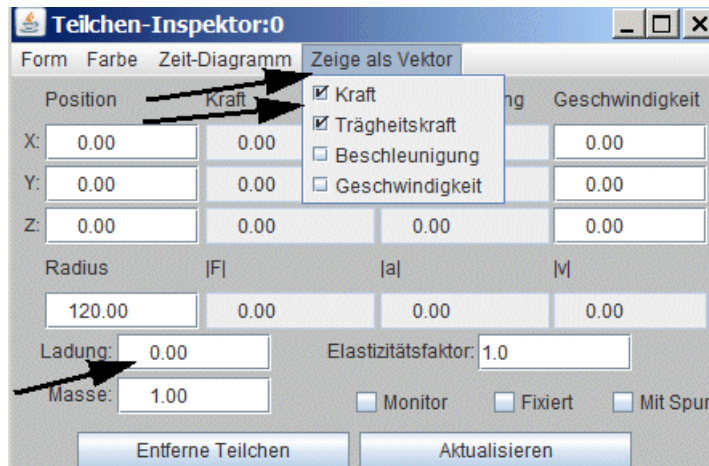 Teilchen-Inspektor:0
Form Farbe Zeit-Diagramm Zeige als Vektor
Position Kraft ng Geschwindigkeit
Kraft
Trägheitskraft
Beschleunigung
Geschwindigkeit
X: 0.00 0.00 0.00
Y: 0.00 0.00 0.00
Z: 0.00 0.00 0.00 0.00
Radius |F| |a| |v|
120.00 0.00 0.00 0.00
Ladung: 0.00 Elastizitätsfaktor: 1.0
Masse: 1.00 Monitor Fixiert Mit Spur
Entferne Teilchen Aktualisieren